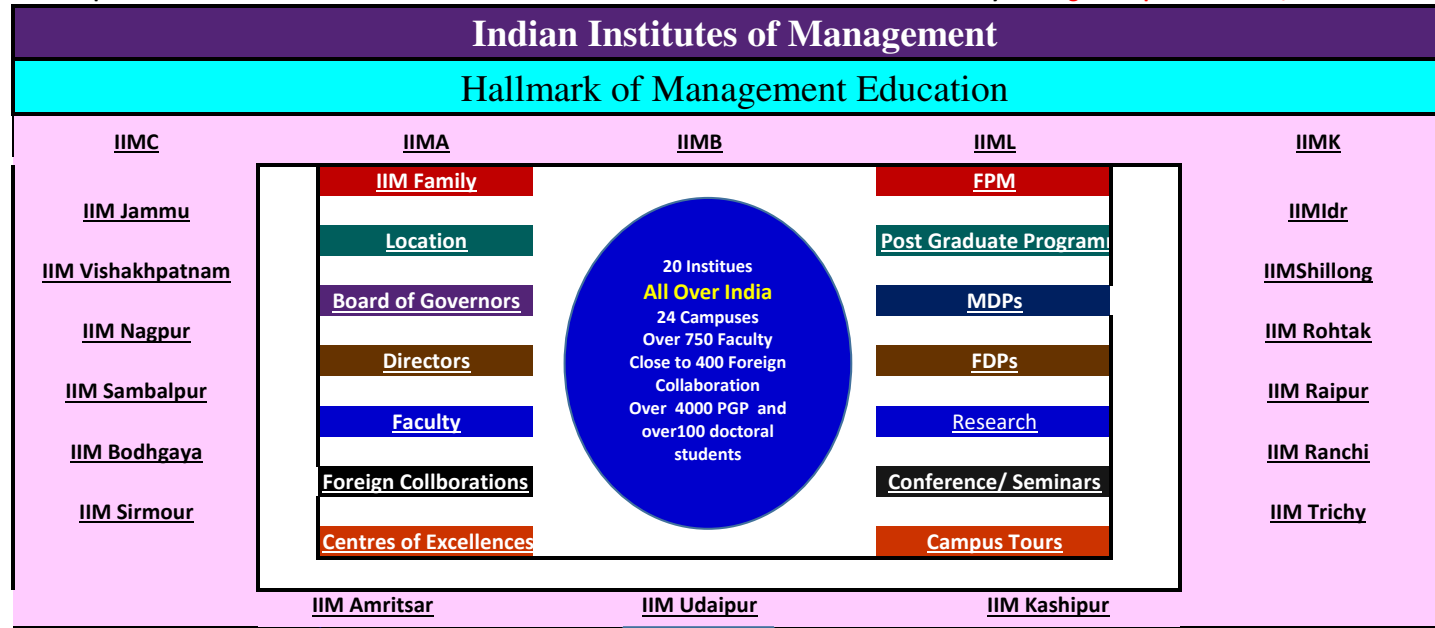 Indian Institutes of Management
Hallmark of Management Education
IIMC IIMA IIMB IIML IIMK
IIM Family FPM
IIM Jammu IIMIdr
Location Post Graduate Program
IIM Vishakhpatnam IIMShillong
Board of Governors MDPs
IIM Nagpur IIM Rohtak
Directors FDPs
IIM Sambalpur IIM Raipur
Faculty Research
IIM Bodhgaya IIM Ranchi
Foreign Collborations Conference/ Seminars
IIM Sirmour IIM Trichy
Centres of Excellences Campus Tours
20 Institues
All Over India
24 Campuses
Over 750 Faculty
Close to 400 Foreign
Collaboration
Over 4000 PGP and
over100 doctoral
students
IIM Amritsar IIM Udaipur IIM Kashipur